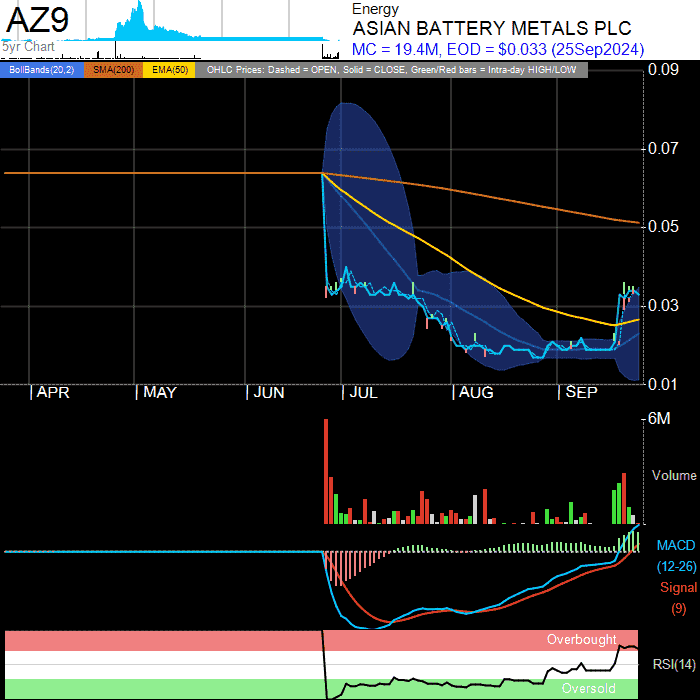 AZ9
5yr Chart
Energy
ASIAN BATTERY METALS PLC
MC = 19.4M, EOD = $0.033 (25Sep2024)
BollBands(20,2) SMA(200) EMA(50) OHLC Prices: Dashed = OPEN, Solid = CLOSE, Green/Red bars = Intra-day HIGH/LOW
0.09
0.07
0.05
0.03
0.01
APR MAY JUN JUL AUG SEP
6M
Volume
MACD
(12-26)
Signal
(9)
Overbought
RSI(14)
Oversold